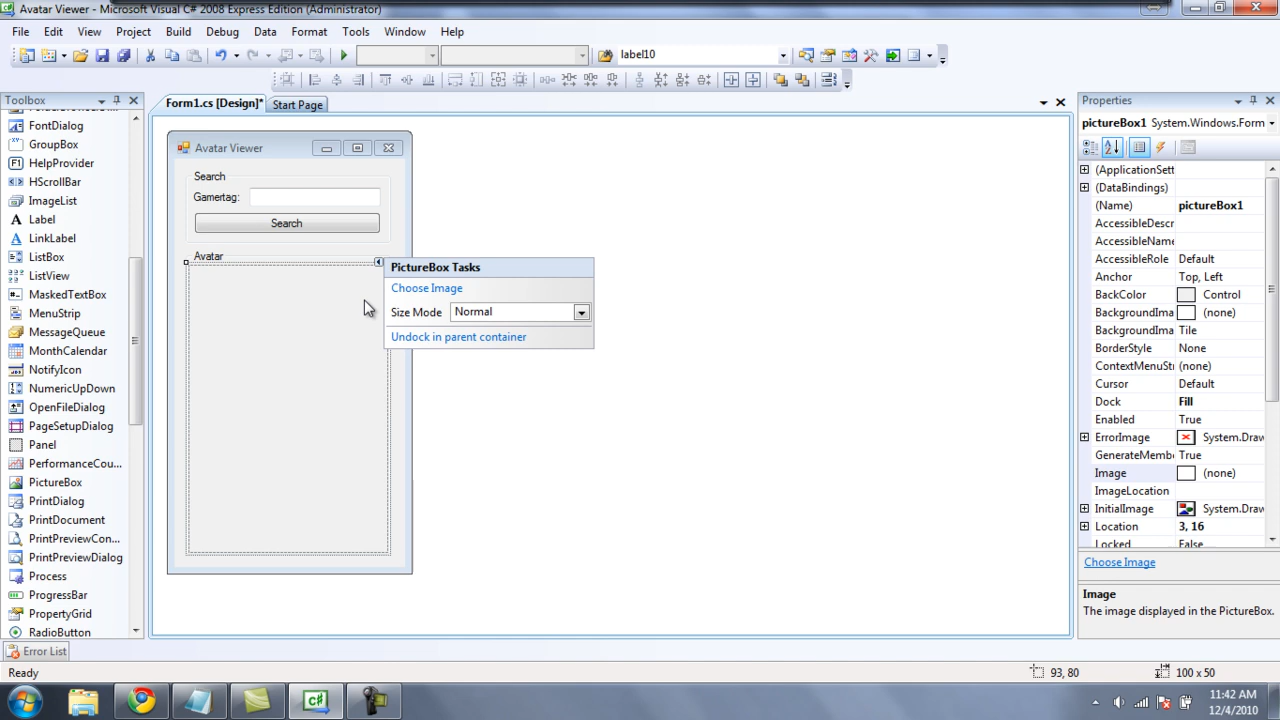 Avatar Viewer - Microsoft Visual C# 2008 Express Edition (Administrator)
File Edit View Project Build Debug Data Format Tools Window Help
label10
Toolbox
Form1.cs [Design]* Start Page
Properties
FontDialog
GroupBox
HelpProvider
HScrollBar
ImageList
Label
LinkLabel
ListBox
ListView
MaskedTextBox
MenuStrip
MessageQueue
MonthCalendar
NotifyIcon
NumericUpDown
OpenFileDialog
PageSetupDialog
Panel
PerformanceCou...
PictureBox
PrintDialog
PrintDocument
PrintPreviewCon...
PrintPreviewDialog
Process
ProgressBar
PropertyGrid
RadioButton
Error List
Avatar Viewer
Search
Gamertag:
Search
Avatar
PictureBox Tasks
Choose Image
Size Mode Normal
Undock in parent container
pictureBox1 System.Windows.Form
(ApplicationSett
(DataBindings)
(Name) pictureBox1
AccessibleDescr
AccessibleName
AccessibleRole Default
Anchor Top, Left
BackColor Control
BackgroundIma (none)
BackgroundIma Tile
BorderStyle None
ContextMenuStr (none)
Cursor Default
Dock Fill
Enabled True
ErrorImage System.Draw
GenerateMembe True
Image (none)
ImageLocation
InitialImage System.Draw
Location 3, 16
Locked False
Choose Image
Image
The image displayed in the PictureBox.
Ready 93, 80 100 x 50
11:42 AM
12/4/2010